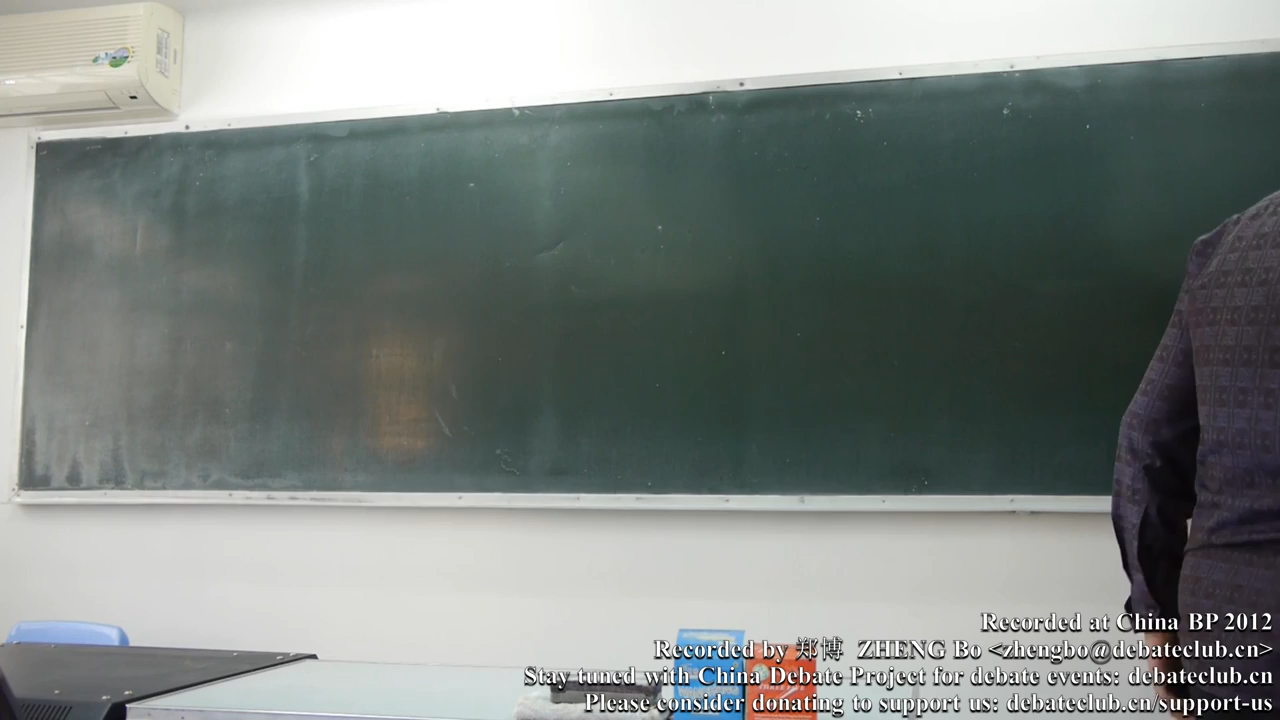 Recorded at China BP 2012
Recorded by 郑博 ZHENG Bo <zhengbo@debateclub.cn>
Stay tuned with China Debate Project for debate events: debateclub.cn
Please consider donating to support us: debateclub.cn/support-us